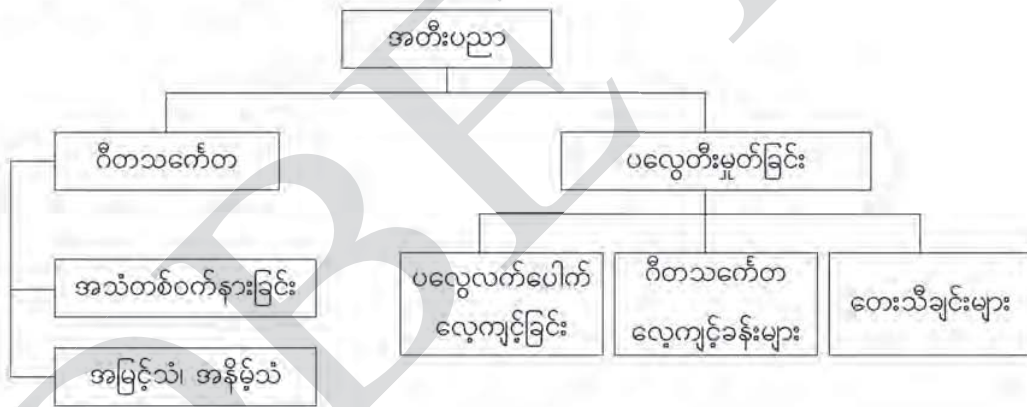 အတီးပညာ
ဂီတသင်္ကေတ
ပလွေတီးမှုတ်ခြင်း
အသံတစ်ဝက်နားခြင်း
အမြင့်သံ၊ အနိမ့်သံ
ပလွေလက်ပေါက်
လေ့ကျင့်ခြင်း
ဂီတသင်္ကေတ
လေ့ကျင့်ခန်းများ
တေးသီချင်းများ